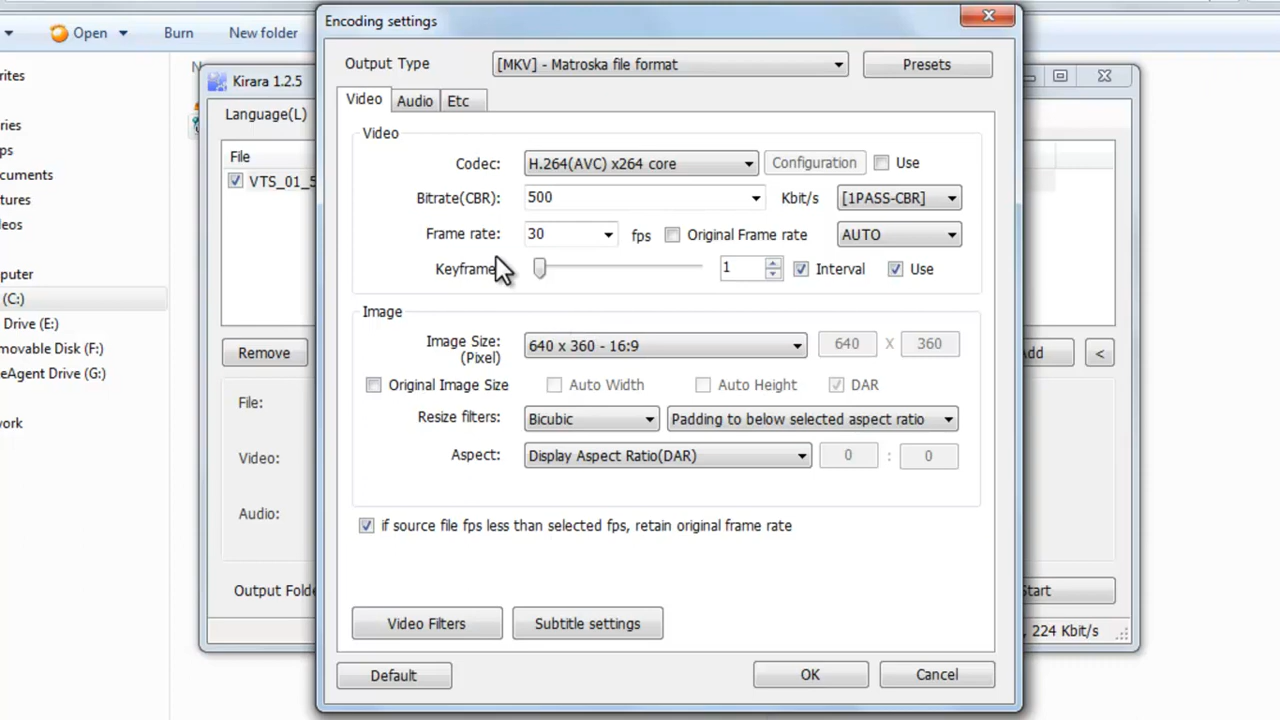 Encoding settings
Open
Burn
New folder
rites
Kirara 1.2.5
Output Type
[MKV] - Matroska file format
Presets
Video
Audio
Etc
Language(L)
ries
ps
cuments
tures
eos
File
VTS_01_5
Video
Codec:
H.264(AVC) x264 core
Configuration
Use
Bitrate(CBR):
500
Kbit/s
[1PASS-CBR]
Frame rate:
30
fps
Original Frame rate
AUTO
Keyframe
1
Interval
Use
puter
(C:)
Drive (E:)
movable Disk (F:)
eAgent Drive (G:)
ork
Image
Image Size:
(Pixel)
640 x 360 - 16:9
640
X
360
Remove
dd
<
Original Image Size
Auto Width
Auto Height
DAR
File:
Resize filters:
Bicubic
Padding to below selected aspect ratio
Video:
Aspect:
Display Aspect Ratio(DAR)
0
:
0
Audio:
if source file fps less than selected fps, retain original frame rate
Output Folde
Start
Video Filters
Subtitle settings
, 224 Kbit/s
Default
OK
Cancel